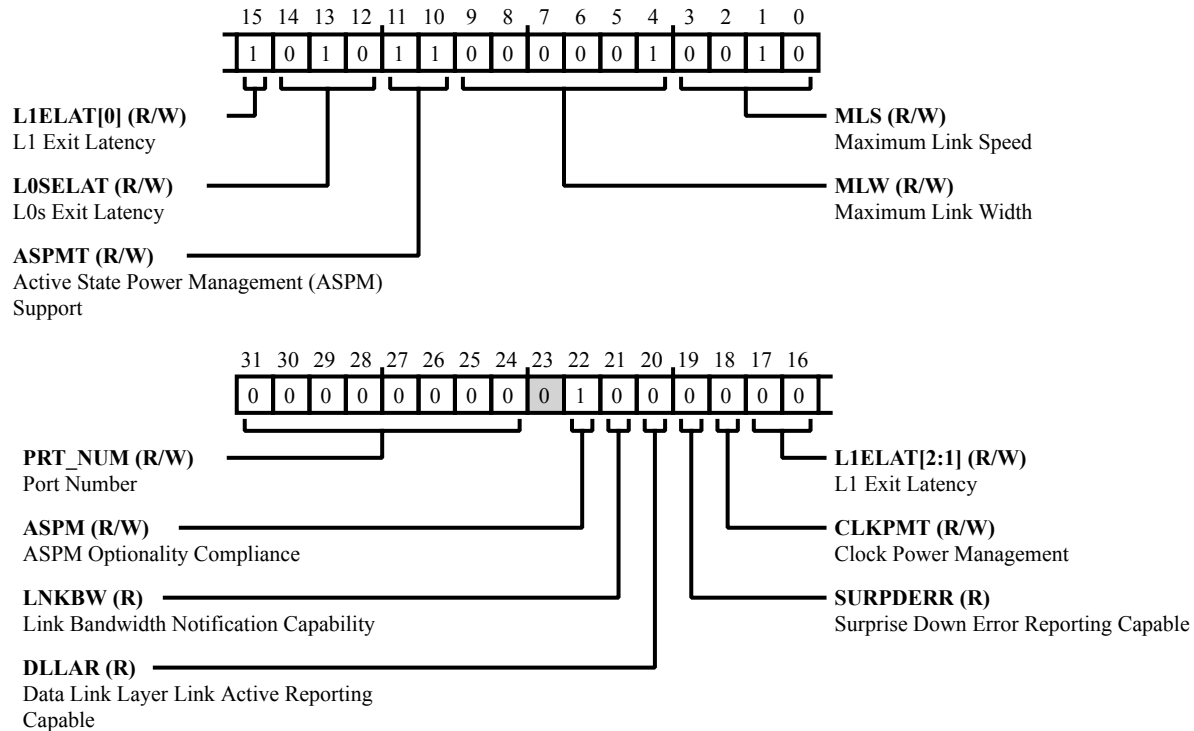 15 14 13 12 11 10 9 8 7 6 5 4 3 2 1 0
1 0 1 0 1 1 0 0 0 0 0 1 0 0 1 0
L1ELAT[0] (R/W)
L1 Exit Latency
MLS (R/W)
Maximum Link Speed
L0SELAT (R/W)
L0s Exit Latency
MLW (R/W)
Maximum Link Width
ASPMT (R/W)
Active State Power Management (ASPM)
Support
31 30 29 28 27 26 25 24 23 22 21 20 19 18 17 16
0 0 0 0 0 0 0 0 0 1 0 0 0 0 0 0
PRT_NUM (R/W)
Port Number
L1ELAT[2:1] (R/W)
L1 Exit Latency
ASPM (R/W)
ASPM Optionality Compliance
CLKPMT (R/W)
Clock Power Management
LNKBW (R)
Link Bandwidth Notification Capability
SURPDERR (R)
Surprise Down Error Reporting Capable
DLLAR (R)
Data Link Layer Link Active Reporting
Capable